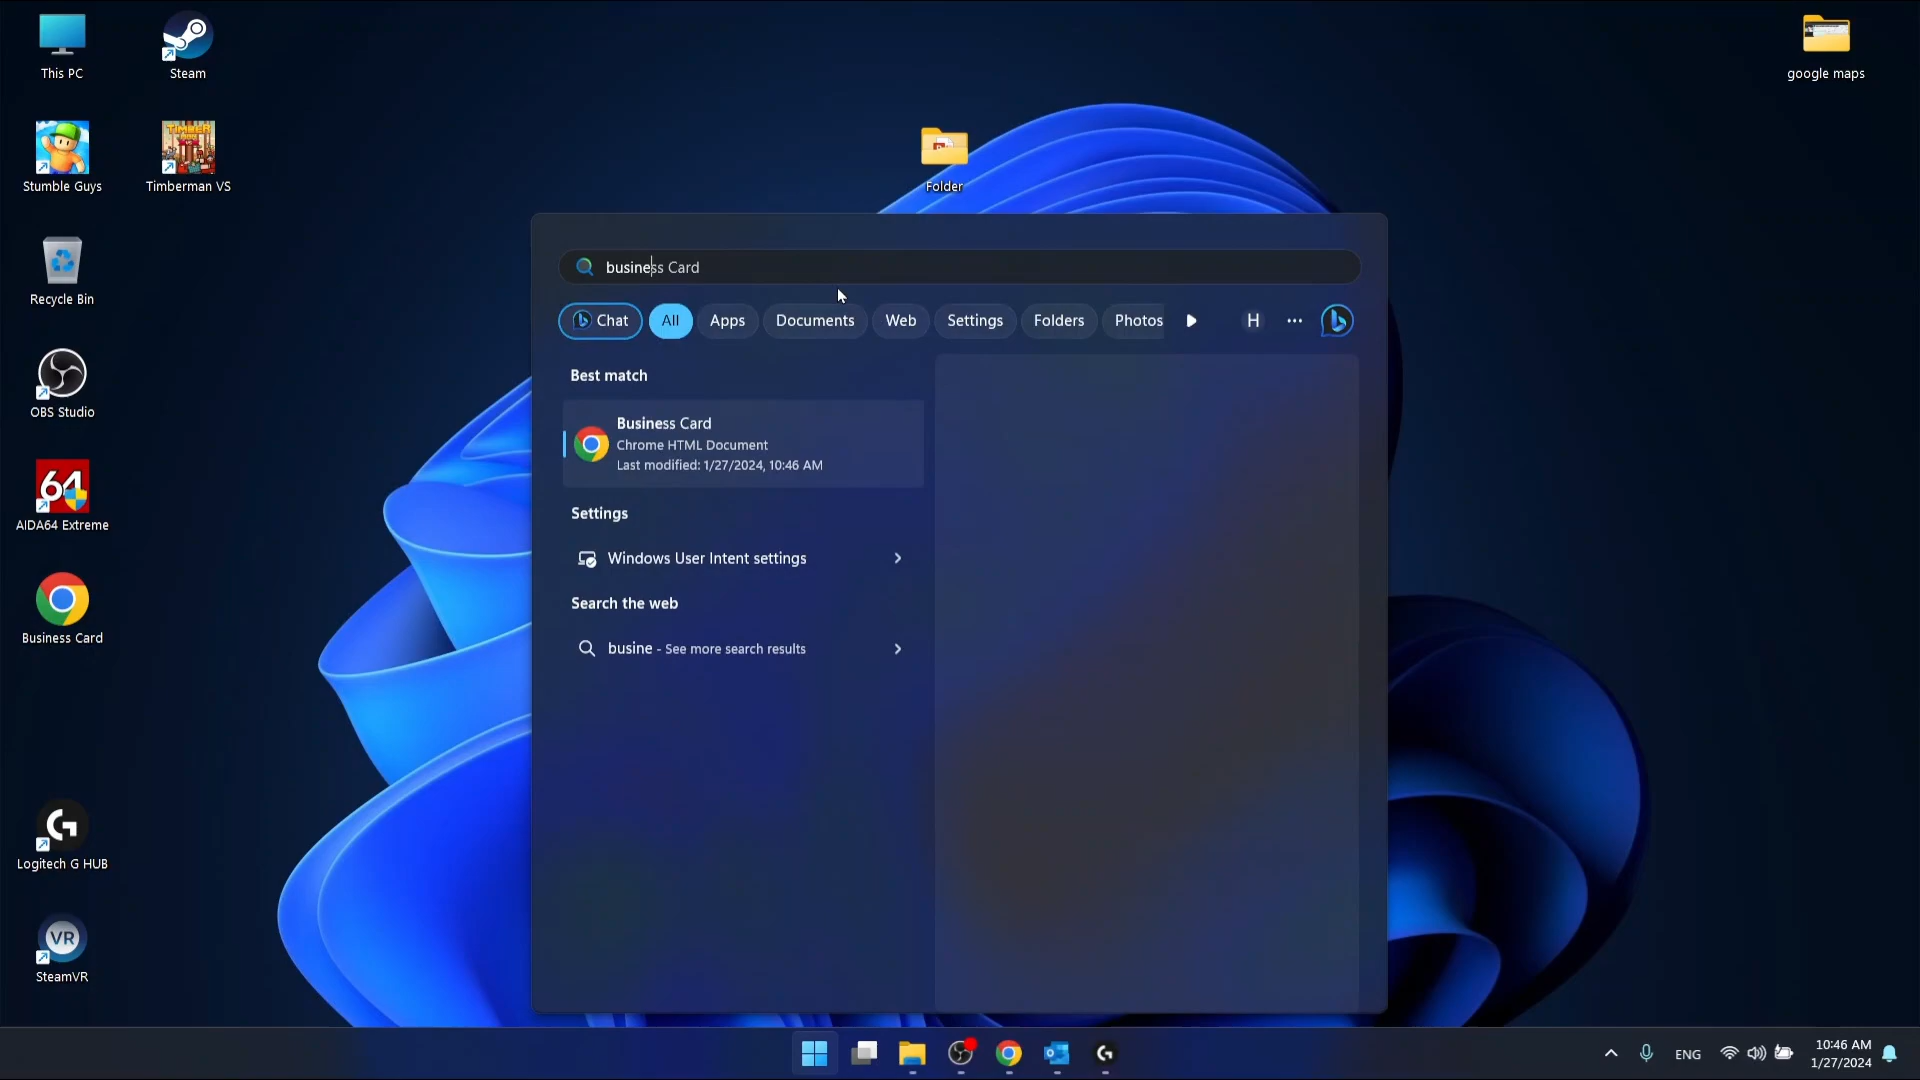 This PC
Steam
google maps
Stumble Guys
TIMBER
Timberman VS
Folder
Recycle Bin
business Card
Chat
All
Apps
Documents
Web
Settings
Folders
Photos
H
OBS Studio
Best match
Business Card
Chrome HTML Document
Last modified: 1/27/2024, 10:46 AM
64
AIDA64 Extreme
Settings
Windows User Intent settings
Search the web
busine - See more search results
Business Card
Logitech G HUB
VR
SteamVR
ENG
10:46 AM
1/27/2024